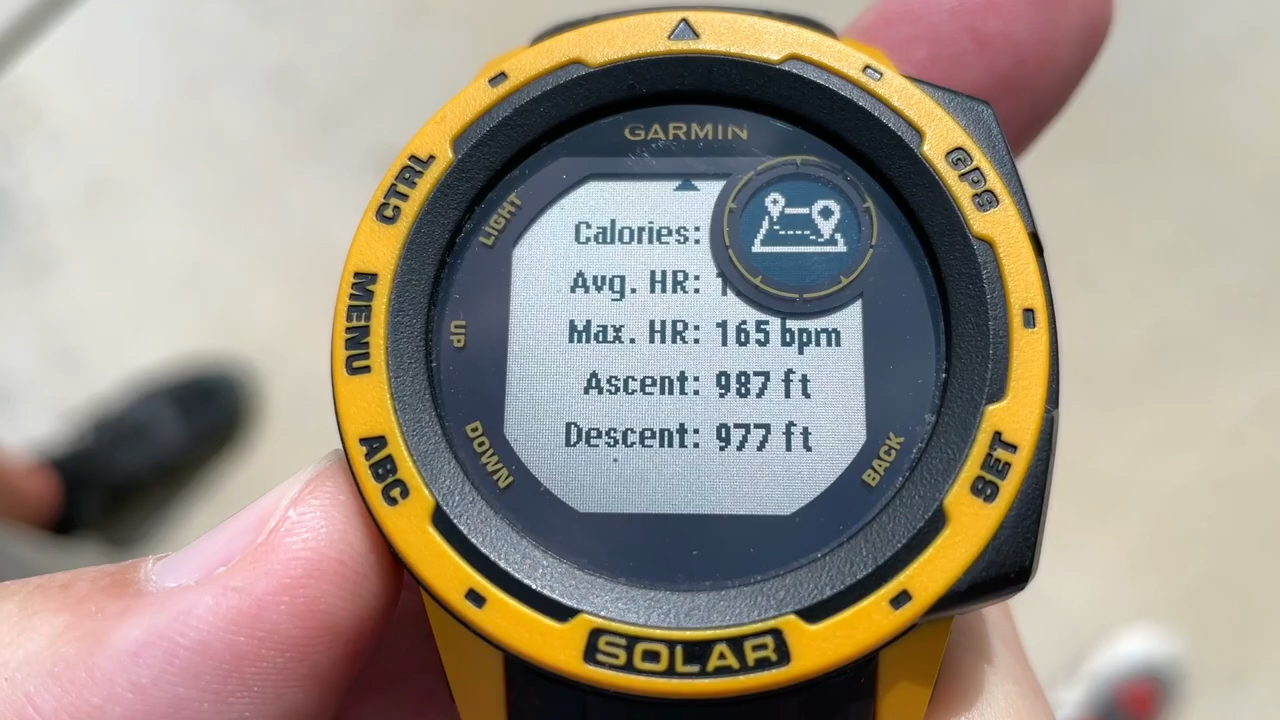 GARMIN
CTRL
GPS
LIGHT
Calories:
Avg. HR: 1
MENU
UP
Max. HR: 165 bpm
Ascent: 987 ft
Descent: 977 ft
ABC
DOWN
BACK
SET
SOLAR